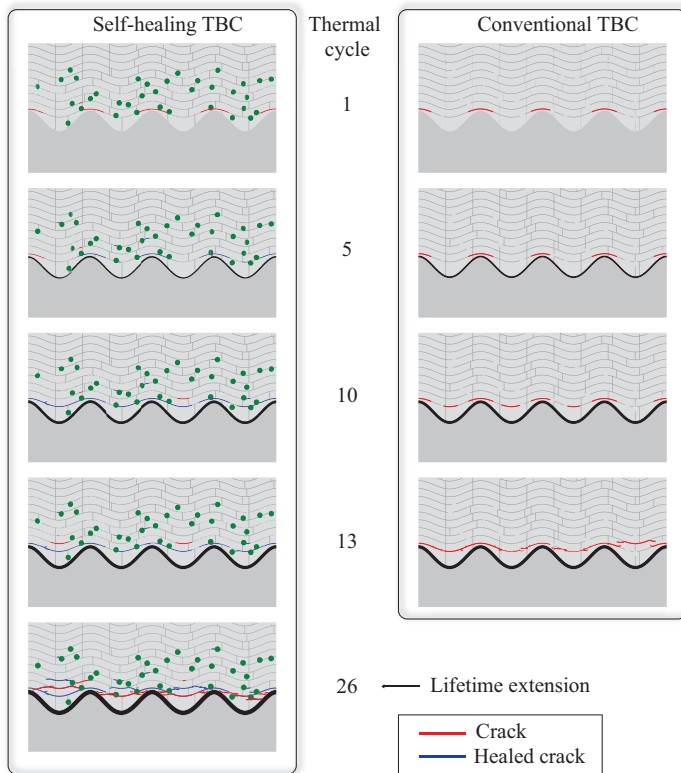 Self-healing TBC
Thermal
cycle
Conventional TBC
1
5
10
13
26
Lifetime extension
Crack
Healed crack